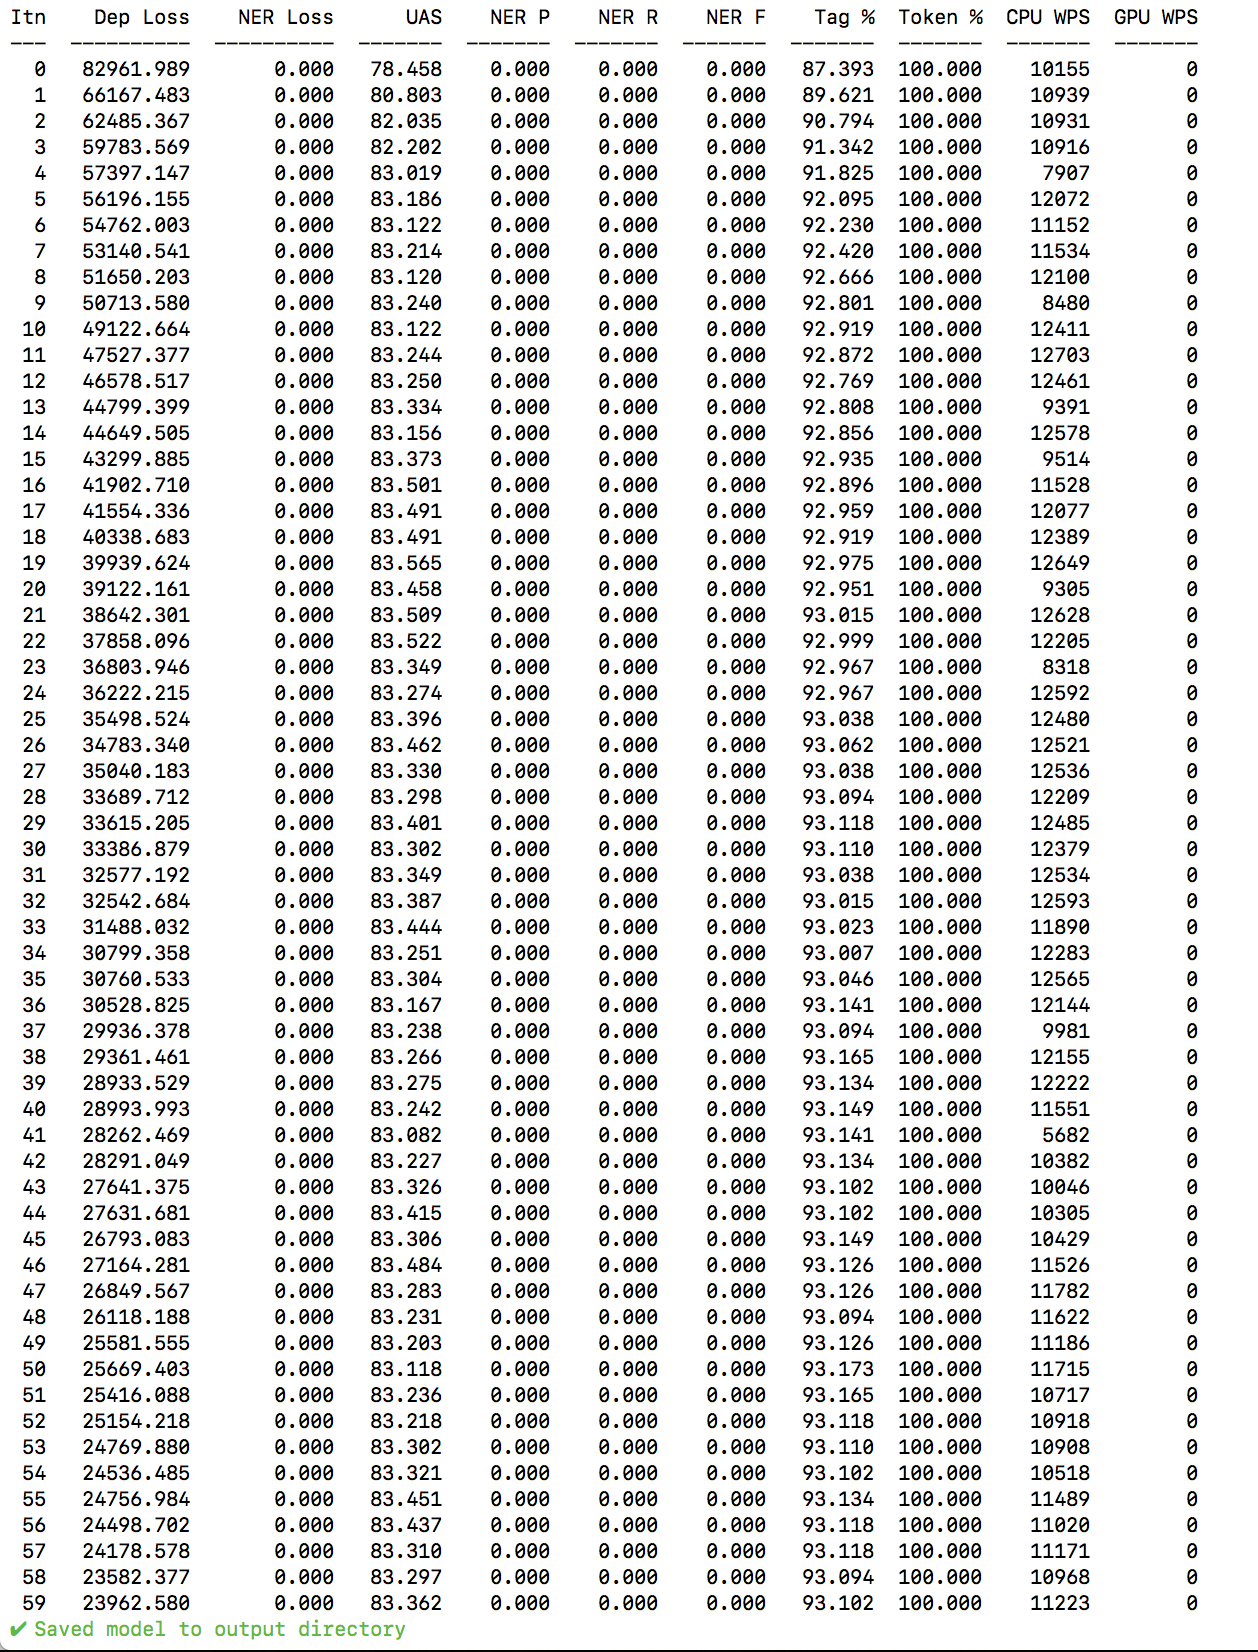 Itn Dep Loss NER Loss UAS NER P NER R NER F Tag % Token % CPU WPS GPU WPS
--- ---------- ---------- ------- ------- ------- ------- ------- ------- ------- -------
0 82961.989 0.000 78.458 0.000 0.000 0.000 87.393 100.000 10155 0
1 66167.483 0.000 80.803 0.000 0.000 0.000 89.621 100.000 10939 0
2 62485.367 0.000 82.035 0.000 0.000 0.000 90.794 100.000 10931 0
3 59783.569 0.000 82.202 0.000 0.000 0.000 91.342 100.000 10916 0
4 57397.147 0.000 83.019 0.000 0.000 0.000 91.825 100.000 7907 0
5 56196.155 0.000 83.186 0.000 0.000 0.000 92.095 100.000 12072 0
6 54762.003 0.000 83.122 0.000 0.000 0.000 92.230 100.000 11152 0
7 53140.541 0.000 83.214 0.000 0.000 0.000 92.420 100.000 11534 0
8 51650.203 0.000 83.120 0.000 0.000 0.000 92.666 100.000 12100 0
9 50713.580 0.000 83.240 0.000 0.000 0.000 92.801 100.000 8480 0
10 49122.664 0.000 83.122 0.000 0.000 0.000 92.919 100.000 12411 0
11 47527.377 0.000 83.244 0.000 0.000 0.000 92.872 100.000 12703 0
12 46578.517 0.000 83.250 0.000 0.000 0.000 92.769 100.000 12461 0
13 44799.399 0.000 83.334 0.000 0.000 0.000 92.808 100.000 9391 0
14 44649.505 0.000 83.156 0.000 0.000 0.000 92.856 100.000 12578 0
15 43299.885 0.000 83.373 0.000 0.000 0.000 92.935 100.000 9514 0
16 41902.710 0.000 83.501 0.000 0.000 0.000 92.896 100.000 11528 0
17 41554.336 0.000 83.491 0.000 0.000 0.000 92.959 100.000 12077 0
18 40338.683 0.000 83.491 0.000 0.000 0.000 92.919 100.000 12389 0
19 39939.624 0.000 83.565 0.000 0.000 0.000 92.975 100.000 12649 0
20 39122.161 0.000 83.458 0.000 0.000 0.000 92.951 100.000 9305 0
21 38642.301 0.000 83.509 0.000 0.000 0.000 93.015 100.000 12628 0
22 37858.096 0.000 83.522 0.000 0.000 0.000 92.999 100.000 12205 0
23 36803.946 0.000 83.349 0.000 0.000 0.000 92.967 100.000 8318 0
24 36222.215 0.000 83.274 0.000 0.000 0.000 92.967 100.000 12592 0
25 35498.524 0.000 83.396 0.000 0.000 0.000 93.038 100.000 12480 0
26 34783.340 0.000 83.462 0.000 0.000 0.000 93.062 100.000 12521 0
27 35040.183 0.000 83.330 0.000 0.000 0.000 93.038 100.000 12536 0
28 33689.712 0.000 83.298 0.000 0.000 0.000 93.094 100.000 12209 0
29 33615.205 0.000 83.401 0.000 0.000 0.000 93.118 100.000 12485 0
30 33386.879 0.000 83.302 0.000 0.000 0.000 93.110 100.000 12379 0
31 32577.192 0.000 83.349 0.000 0.000 0.000 93.038 100.000 12534 0
32 32542.684 0.000 83.387 0.000 0.000 0.000 93.015 100.000 12593 0
33 31488.032 0.000 83.444 0.000 0.000 0.000 93.023 100.000 11890 0
34 30799.358 0.000 83.251 0.000 0.000 0.000 93.007 100.000 12283 0
35 30760.533 0.000 83.304 0.000 0.000 0.000 93.046 100.000 12565 0
36 30528.825 0.000 83.167 0.000 0.000 0.000 93.141 100.000 12144 0
37 29936.378 0.000 83.238 0.000 0.000 0.000 93.094 100.000 9981 0
38 29361.461 0.000 83.266 0.000 0.000 0.000 93.165 100.000 12155 0
39 28933.529 0.000 83.275 0.000 0.000 0.000 93.134 100.000 12222 0
40 28993.993 0.000 83.242 0.000 0.000 0.000 93.149 100.000 11551 0
41 28262.469 0.000 83.082 0.000 0.000 0.000 93.141 100.000 5682 0
42 28291.049 0.000 83.227 0.000 0.000 0.000 93.134 100.000 10382 0
43 27641.375 0.000 83.326 0.000 0.000 0.000 93.102 100.000 10046 0
44 27631.681 0.000 83.415 0.000 0.000 0.000 93.102 100.000 10305 0
45 26793.083 0.000 83.306 0.000 0.000 0.000 93.149 100.000 10429 0
46 27164.281 0.000 83.484 0.000 0.000 0.000 93.126 100.000 11526 0
47 26849.567 0.000 83.283 0.000 0.000 0.000 93.126 100.000 11782 0
48 26118.188 0.000 83.231 0.000 0.000 0.000 93.094 100.000 11622 0
49 25581.555 0.000 83.203 0.000 0.000 0.000 93.126 100.000 11186 0
50 25669.403 0.000 83.118 0.000 0.000 0.000 93.173 100.000 11715 0
51 25416.088 0.000 83.236 0.000 0.000 0.000 93.165 100.000 10717 0
52 25154.218 0.000 83.218 0.000 0.000 0.000 93.118 100.000 10918 0
53 24769.880 0.000 83.302 0.000 0.000 0.000 93.110 100.000 10908 0
54 24536.485 0.000 83.321 0.000 0.000 0.000 93.102 100.000 10518 0
55 24756.984 0.000 83.451 0.000 0.000 0.000 93.134 100.000 11489 0
56 24498.702 0.000 83.437 0.000 0.000 0.000 93.118 100.000 11020 0
57 24178.578 0.000 83.310 0.000 0.000 0.000 93.118 100.000 11171 0
58 23582.377 0.000 83.297 0.000 0.000 0.000 93.094 100.000 10968 0
59 23962.580 0.000 83.362 0.000 0.000 0.000 93.102 100.000 11223 0
✔ Saved model to output directory